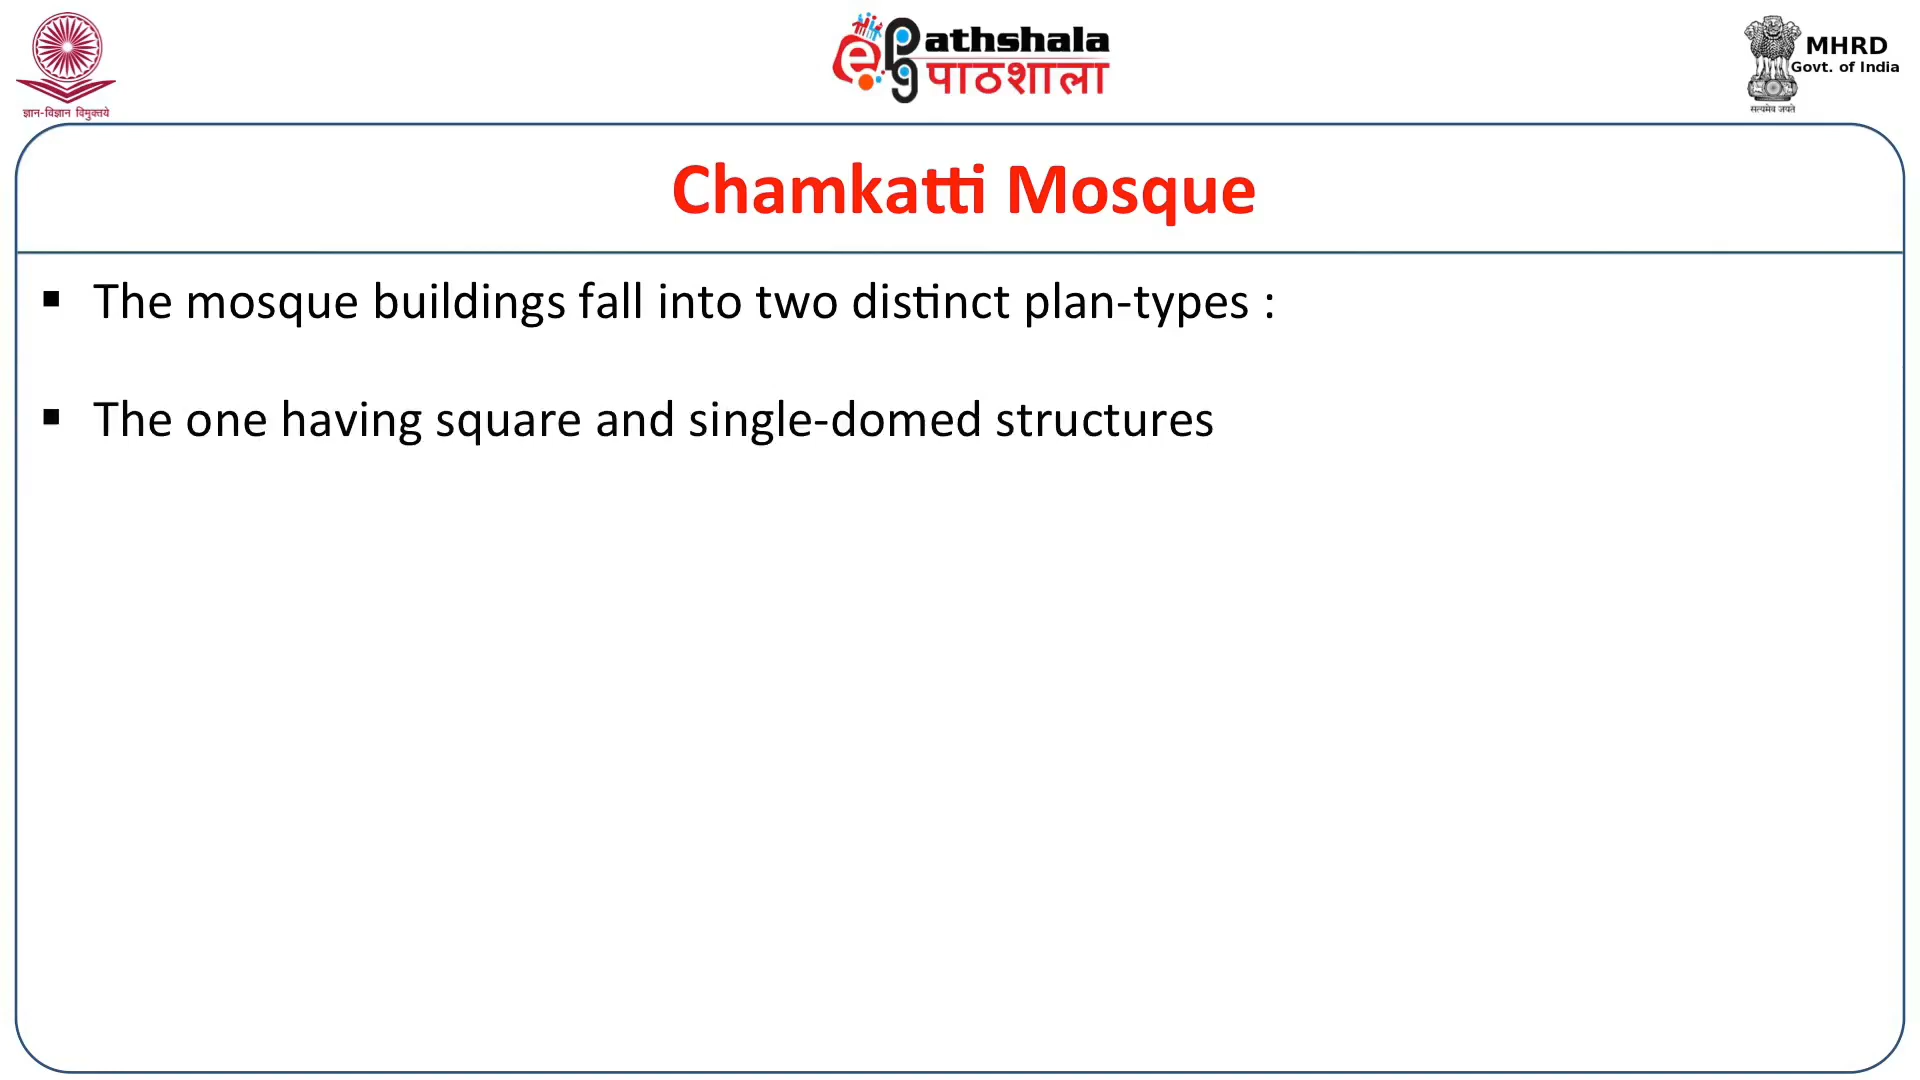 ज्ञान-विज्ञान विमुक्तये
ePathshala
पाठशाला
MHRD
Govt. of India
सत्यमेव जयते
Chamkatti Mosque
▪ The mosque buildings fall into two distinct plan-types :
▪ The one having square and single-domed structures